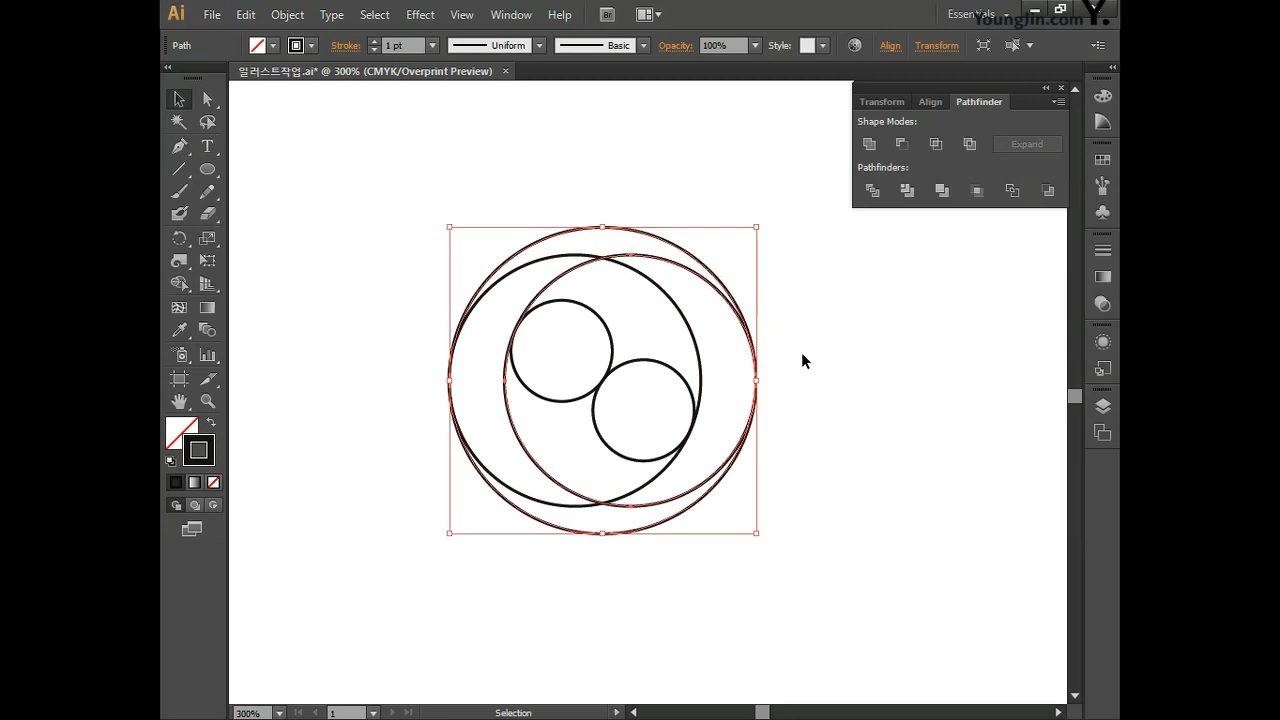 Ai File Edit Object Type Select Effect View Window Help Br Essentials
YoungJin.com Y.
Path Stroke: 1 pt Uniform Basic Opacity: 100% Style: Align Transform
일러스트작업.ai* @ 300% (CMYK/Overprint Preview) ×
Transform Align Pathfinder
Shape Modes:
Expand
Pathfinders:
T
300% 1 Selection